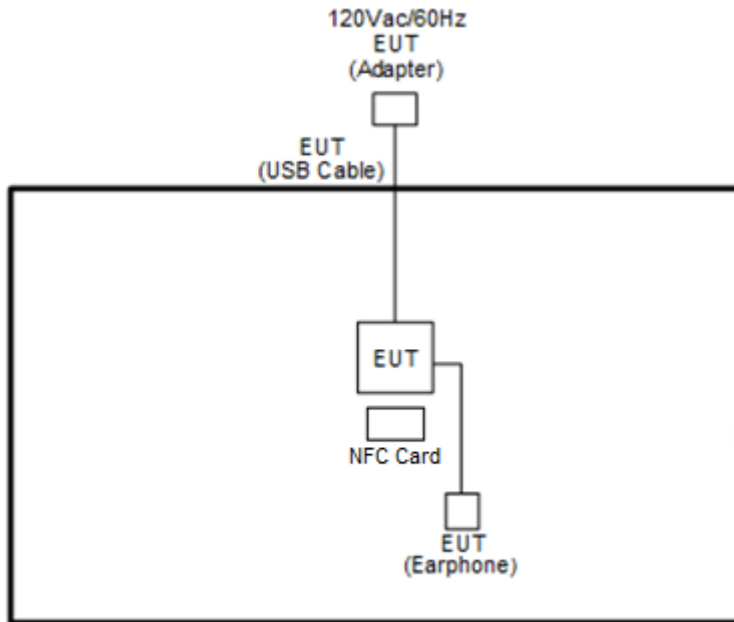 120Vac/60Hz
EUT
(Adapter)
EUT
(USB Cable)
EUT
NFC Card
EUT
(Earphone)